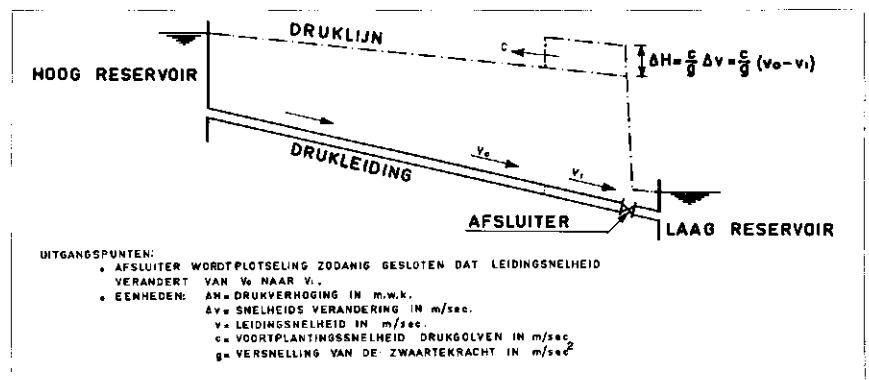 DRUKLIJN
C
ΔH = c/g Δv = c/g (v₀ – v₁)
HOOG RESERVOIR
V₀
DRUKLEIDING
V₁
AFSLUITER
LAAG RESERVOIR
UITGANGSPUNTEN:
• AFSLUITER WORDT PLOTSELING ZODANIG GESLOTEN DAT LEIDINGSNELHEID
VERANDERT VAN V₀ NAAR V₁.
• EENHEDEN: ΔH= DRUKVERHOGING IN m.w.k.
Δv= SNELHEIDS VERANDERING IN m/sec.
v= LEIDINGSNELHEID IN m/sec.
c= VOORTPLANTINGSSNELHEID DRUKGOLVEN IN m/sec
g= VERSNELLING VAN DE ZWAARTEKRACHT IN m/sec²